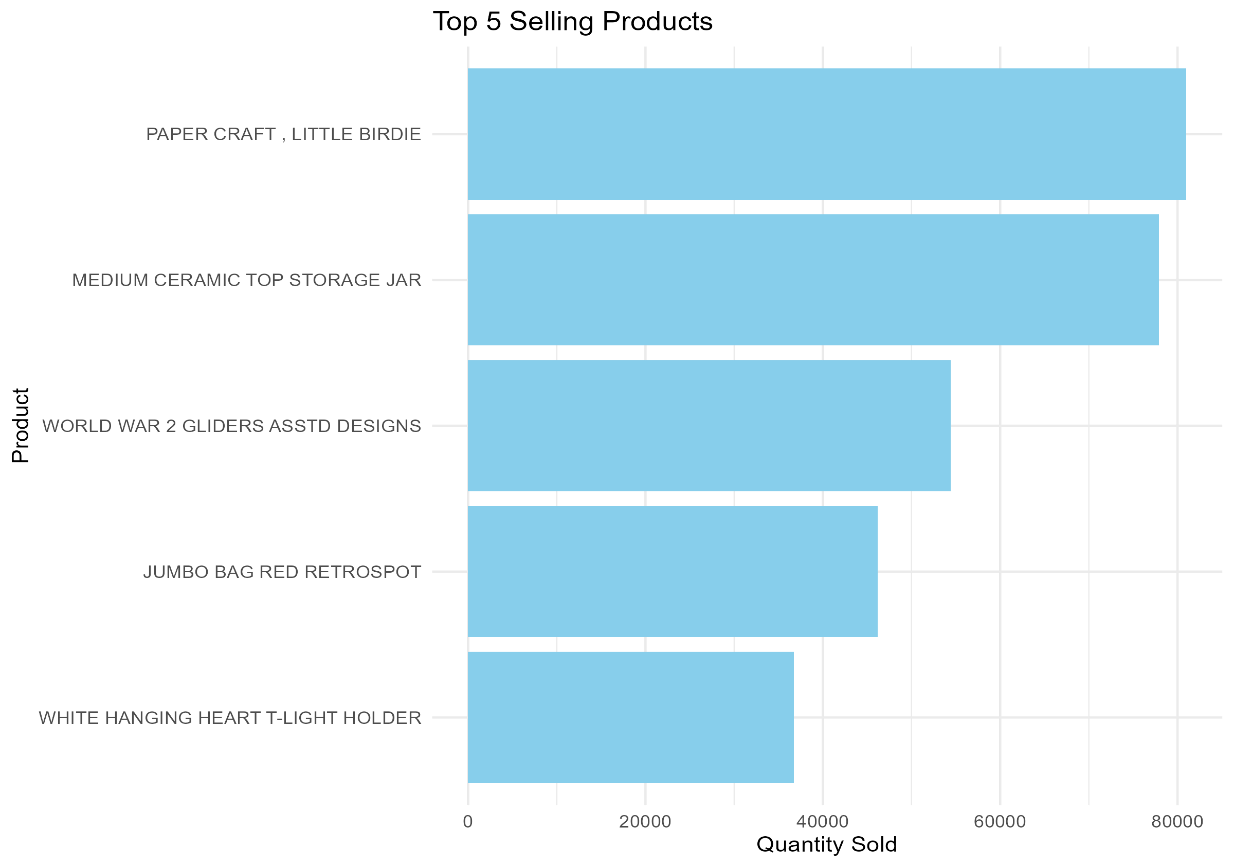 Top 5 Selling Products
PAPER CRAFT , LITTLE BIRDIE
MEDIUM CERAMIC TOP STORAGE JAR
WORLD WAR 2 GLIDERS ASSTD DESIGNS
JUMBO BAG RED RETROSPOT
WHITE HANGING HEART T-LIGHT HOLDER
Product
0 20000 40000 60000 80000
Quantity Sold